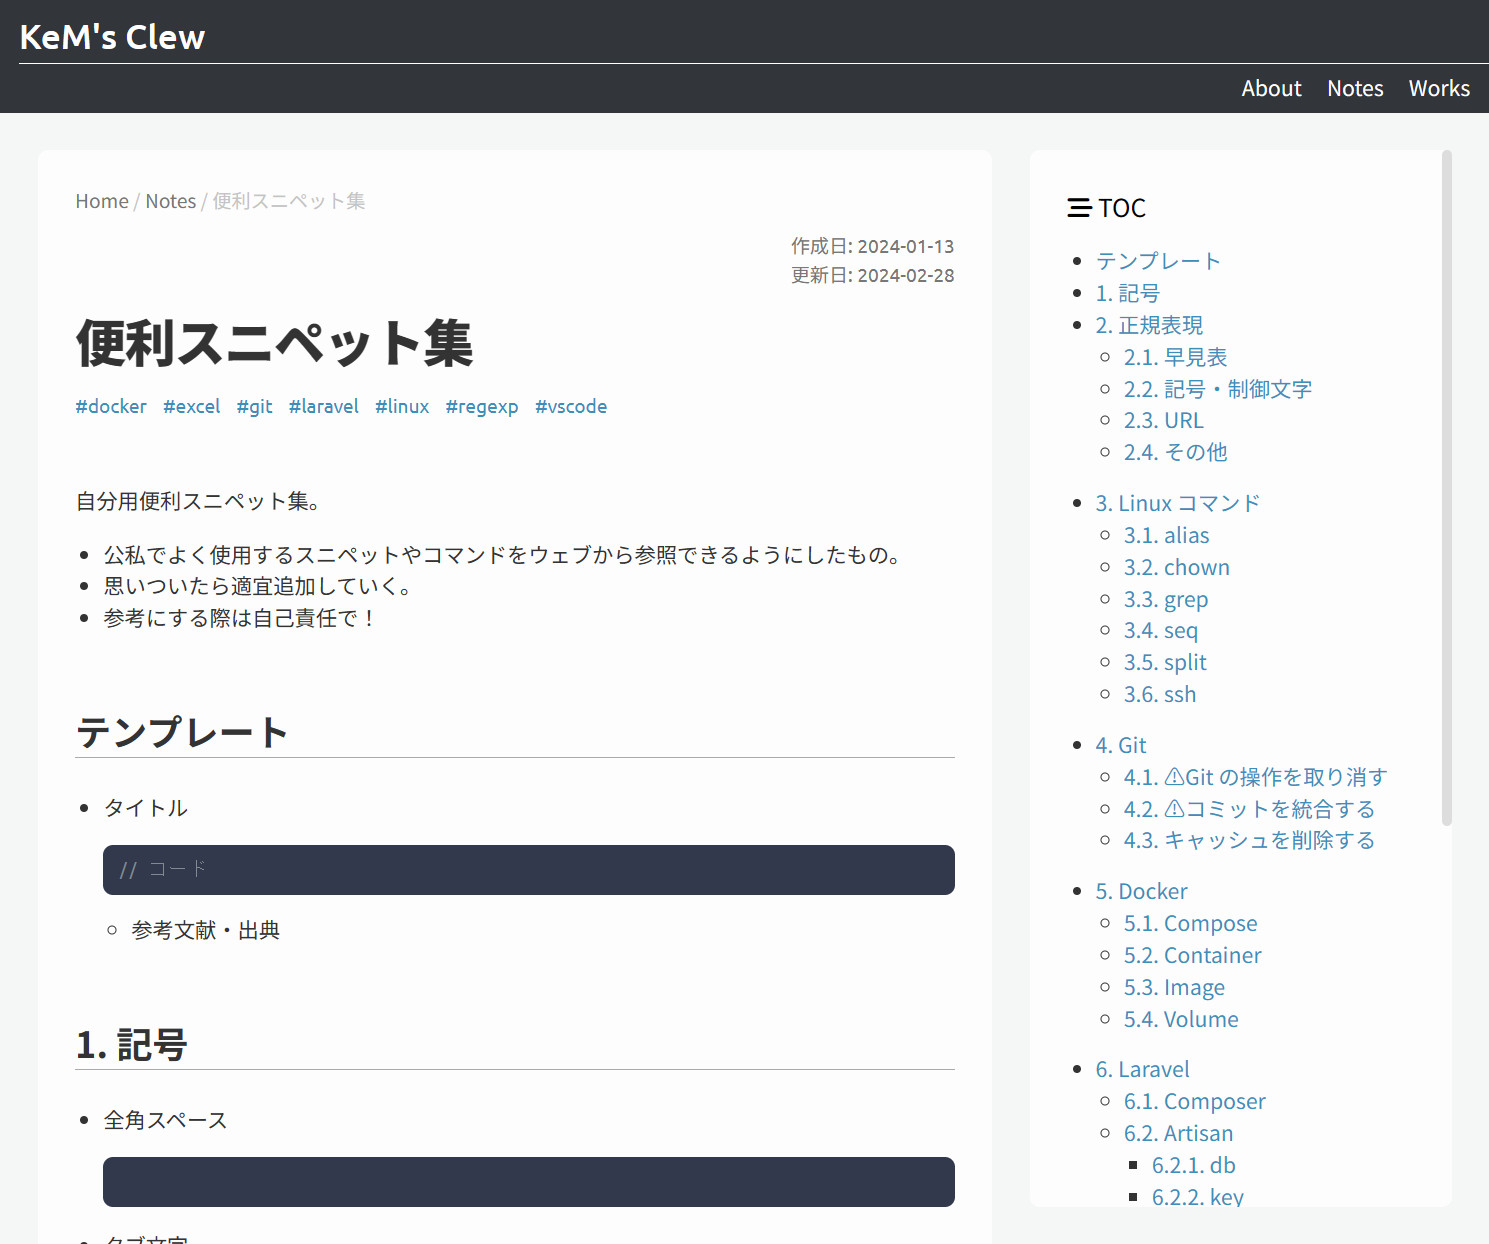 KeM's Clew
About Notes Works
Home / Notes / 便利スニペット集
作成日: 2024-01-13
更新日: 2024-02-28
便利スニペット集
#docker #excel #git #laravel #linux #regexp #vscode
自分用便利スニペット集。
公私でよく使用するスニペットやコマンドをウェブから参照できるようにしたもの。
思いついたら適宜追加していく。
参考にする際は自己責任で！
テンプレート
タイトル
// コード
参考文献・出典
1. 記号
全角スペース
タブ文字
TOC
テンプレート
1. 記号
2. 正規表現
2.1. 早見表
2.2. 記号・制御文字
2.3. URL
2.4. その他
3. Linux コマンド
3.1. alias
3.2. chown
3.3. grep
3.4. seq
3.5. split
3.6. ssh
4. Git
4.1. ⚠Git の操作を取り消す
4.2. ⚠コミットを統合する
4.3. キャッシュを削除する
5. Docker
5.1. Compose
5.2. Container
5.3. Image
5.4. Volume
6. Laravel
6.1. Composer
6.2. Artisan
6.2.1. db
6.2.2. key